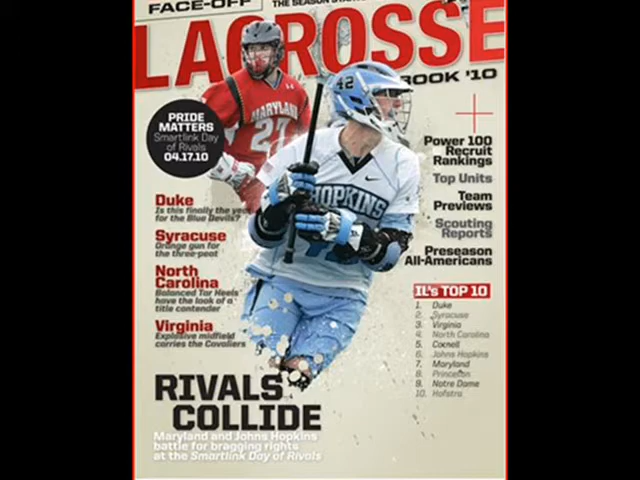 FACE-OFF
LACROSSE
BOOK '10
42
MARYLAND
27
PRIDE
MATTERS
Smartlink Day
of Rivals
04.17.10
HOPKINS
Power 100
Recruit
Rankings
Top Units
Team
Previews
Scouting
Reports
Preseason
All-Americans
Duke
Is this finally the year
for the Blue Devils?
Syracuse
Orange gun for
the three-peat
North
Carolina
Balanced Tar Heels
have the look of a
title contender
Virginia
Explosive midfield
carries the Cavaliers
IL's TOP 10
1. Duke
2. Syracuse
3. Virginia
4. North Carolina
5. Cornell
6. Johns Hopkins
7. Maryland
8. Princeton
9. Notre Dame
10. Hofstra
RIVALS
COLLIDE
Maryland and Johns Hopkins
battle for bragging rights
at the Smartlink Day of Rivals